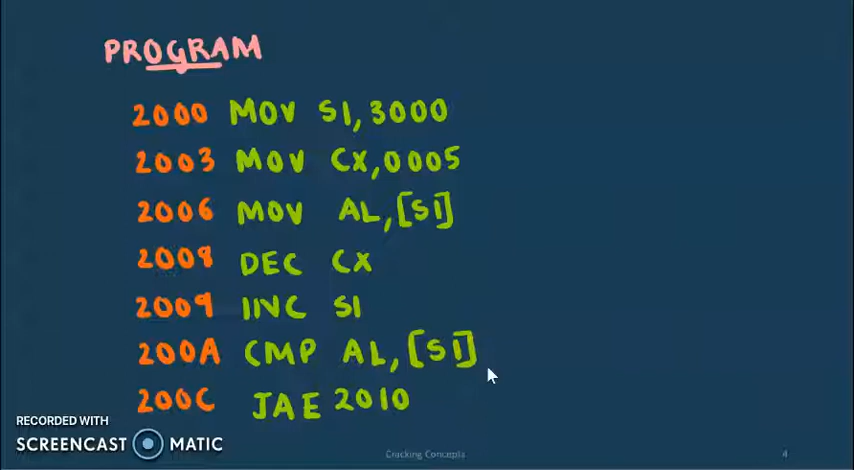 PROGRAM
2000 MOV SI,3000
2003 MOV CX,0005
2006 MOV AL,[SI]
2008 DEC CX
2009 INC SI
200A CMP AL,[SI]
200C JAE 2010
RECORDED WITH
SCREENCAST MATIC
Cracking Concepts 4